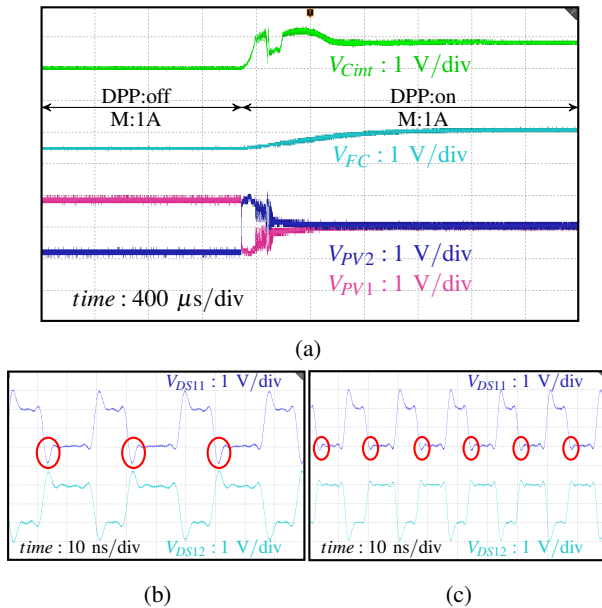 T
V_Cint : 1 V/div
DPP:off
DPP:on
M:1A
M:1A
V_FC : 1 V/div
V_PV2 : 1 V/div
V_PV1 : 1 V/div
time : 400 μs/div
(a)
V_DS11 : 1 V/div
time : 10 ns/div
V_DS12 : 1 V/div
(b)
V_DS11 : 1 V/div
time : 10 ns/div
V_DS12 : 1 V/div
(c)